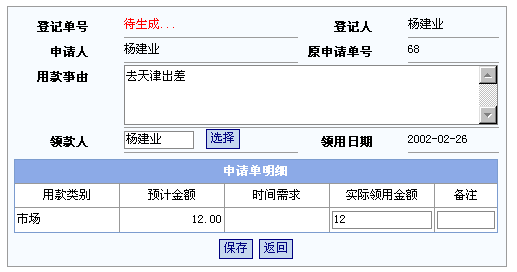 登记单号 待生成... 登记人 杨建业
申请人 杨建业 原申请单号 68
用款事由 去天津出差
领款人 杨建业 选择 领用日期 2002-02-26
申请单明细
用款类别 预计金额 时间需求 实际领用金额 备注
市场 12.00 12
保存 返回